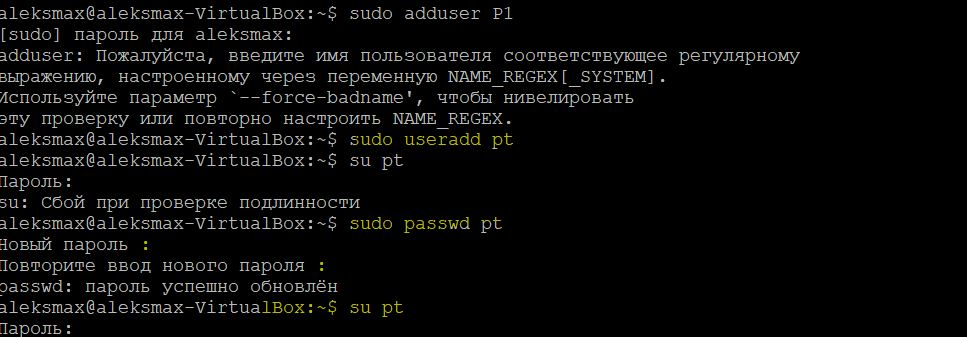 aleksmax@aleksmax-VirtualBox:~$ sudo adduser P1
[sudo] пароль для aleksmax:
adduser: Пожалуйста, введите имя пользователя соответствующее регулярному
выражению, настроенному через переменную NAME_REGEX[_SYSTEM].
Используйте параметр `--force-badname', чтобы нивелировать
эту проверку или повторно настроить NAME_REGEX.
aleksmax@aleksmax-VirtualBox:~$ sudo useradd pt
aleksmax@aleksmax-VirtualBox:~$ su pt
Пароль:
su: Сбой при проверке подлинности
aleksmax@aleksmax-VirtualBox:~$ sudo passwd pt
Новый пароль :
Повторите ввод нового пароля :
passwd: пароль успешно обновлён
aleksmax@aleksmax-VirtualBox:~$ su pt
Пароль: